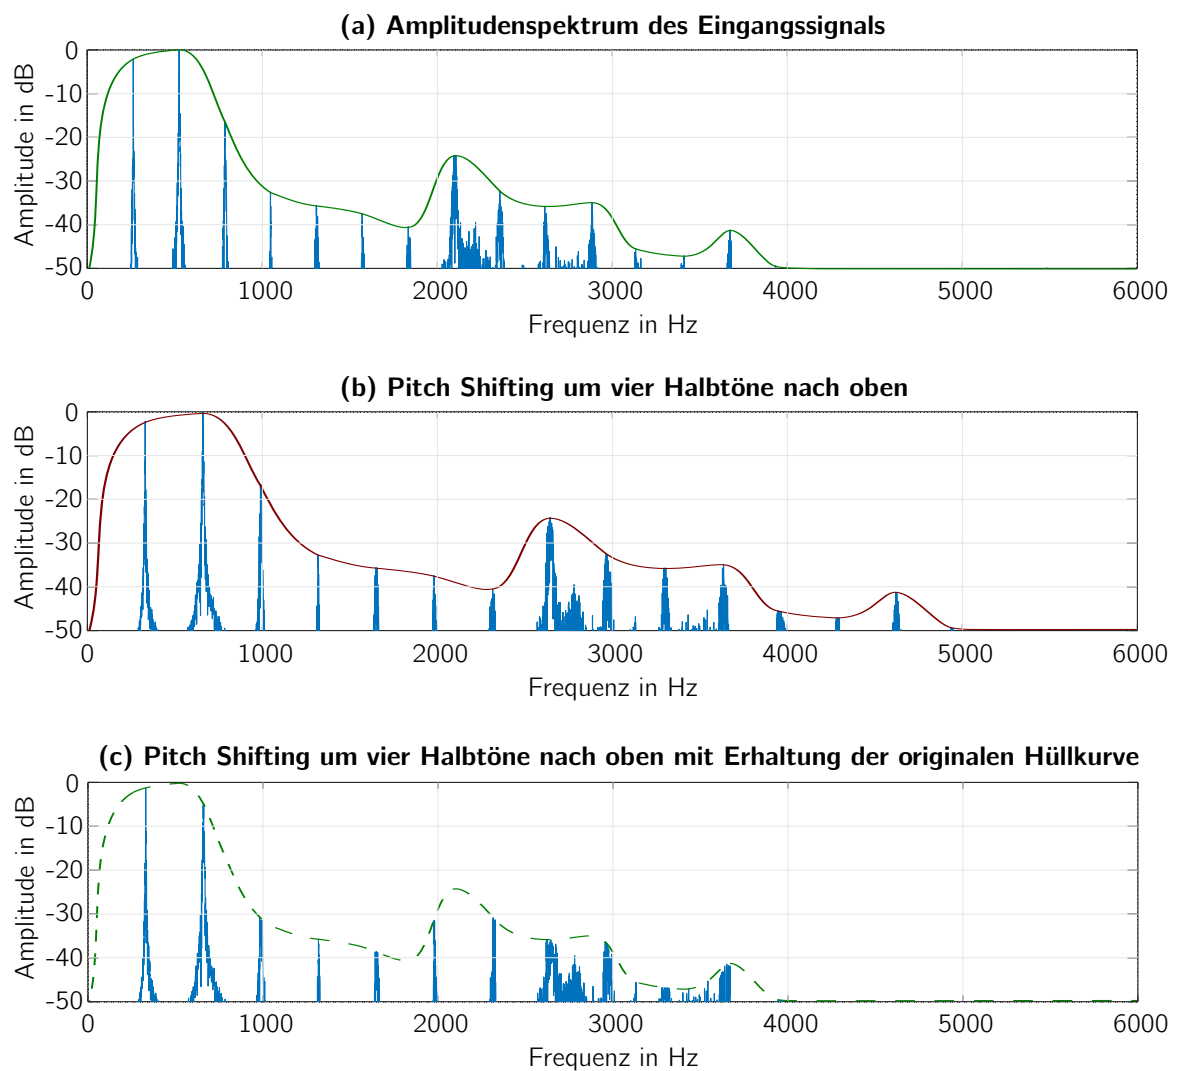 (a) Amplitudenspektrum des Eingangssignals
Amplitude in dB
0
-10
-20
-30
-40
-50
0 1000 2000 3000 4000 5000 6000
Frequenz in Hz
(b) Pitch Shifting um vier Halbtöne nach oben
Amplitude in dB
0
-10
-20
-30
-40
-50
0 1000 2000 3000 4000 5000 6000
Frequenz in Hz
(c) Pitch Shifting um vier Halbtöne nach oben mit Erhaltung der originalen Hüllkurve
Amplitude in dB
0
-10
-20
-30
-40
-50
0 1000 2000 3000 4000 5000 6000
Frequenz in Hz